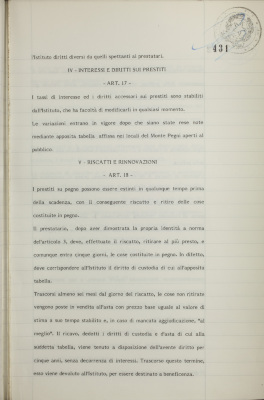 431
l'Istituto diritti diversi da quelli spettanti ai prestatari.
IV - INTERESSI E DIRITTI SUI PRESTITI
- ART. 17 -
I tassi di interesse ed i diritti accessori sui prestiti sono stabiliti
dall'Istituto, che ha facoltà di modificarli in qualsiasi momento.
Le variazioni entrano in vigore dopo che siano state rese note
mediante apposita tabella affissa nei locali del Monte Pegni aperti al
pubblico.
V - RISCATTI E RINNOVAZIONI
- ART. 18 -
I prestiti su pegno possono essere estinti in qualunque tempo prima
della scadenza, con il conseguente riscatto e ritiro delle cose
costituite in pegno.
Il prestatario, dopo aver dimostrata la propria identità a norma
dell'articolo 5, deve, effettuato il riscatto, ritirare al più presto, e
comunque entro cinque giorni, le cose costituite in pegno. In difetto,
deve corrispondere all'Istituto il diritto di custodia di cui all'apposita
tabella.
Trascorsi almeno sei mesi dal giorno del riscatto, le cose non ritirate
vengono poste in vendita all'asta con prezzo base uguale al valore di
stima a suo tempo stabilito e, in caso di mancata aggiudicazione, "al
meglio". Il ricavo, dedotti i diritti di custodia e d'asta di cui alla
suddetta tabella, viene tenuto a disposizione dell'avente diritto per
cinque anni, senza decorrenza di interessi. Trascorso questo termine,
esso viene devoluto all'Istituto, per essere destinato a beneficenza.